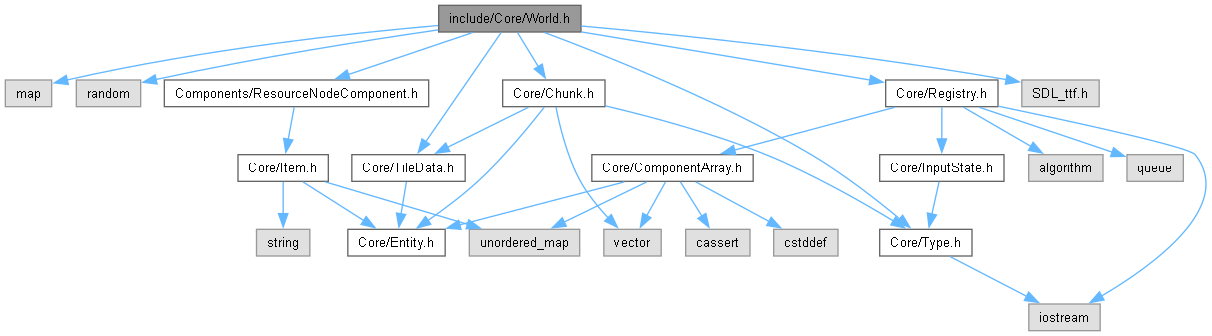 include/Core/World.h
map
random
Components/ResourceNodeComponent.h
Core/Chunk.h
Core/Registry.h
SDL_ttf.h
Core/Item.h
Core/TileData.h
Core/ComponentArray.h
Core/InputState.h
algorithm
queue
string
Core/Entity.h
unordered_map
vector
cassert
cstddef
Core/Type.h
iostream